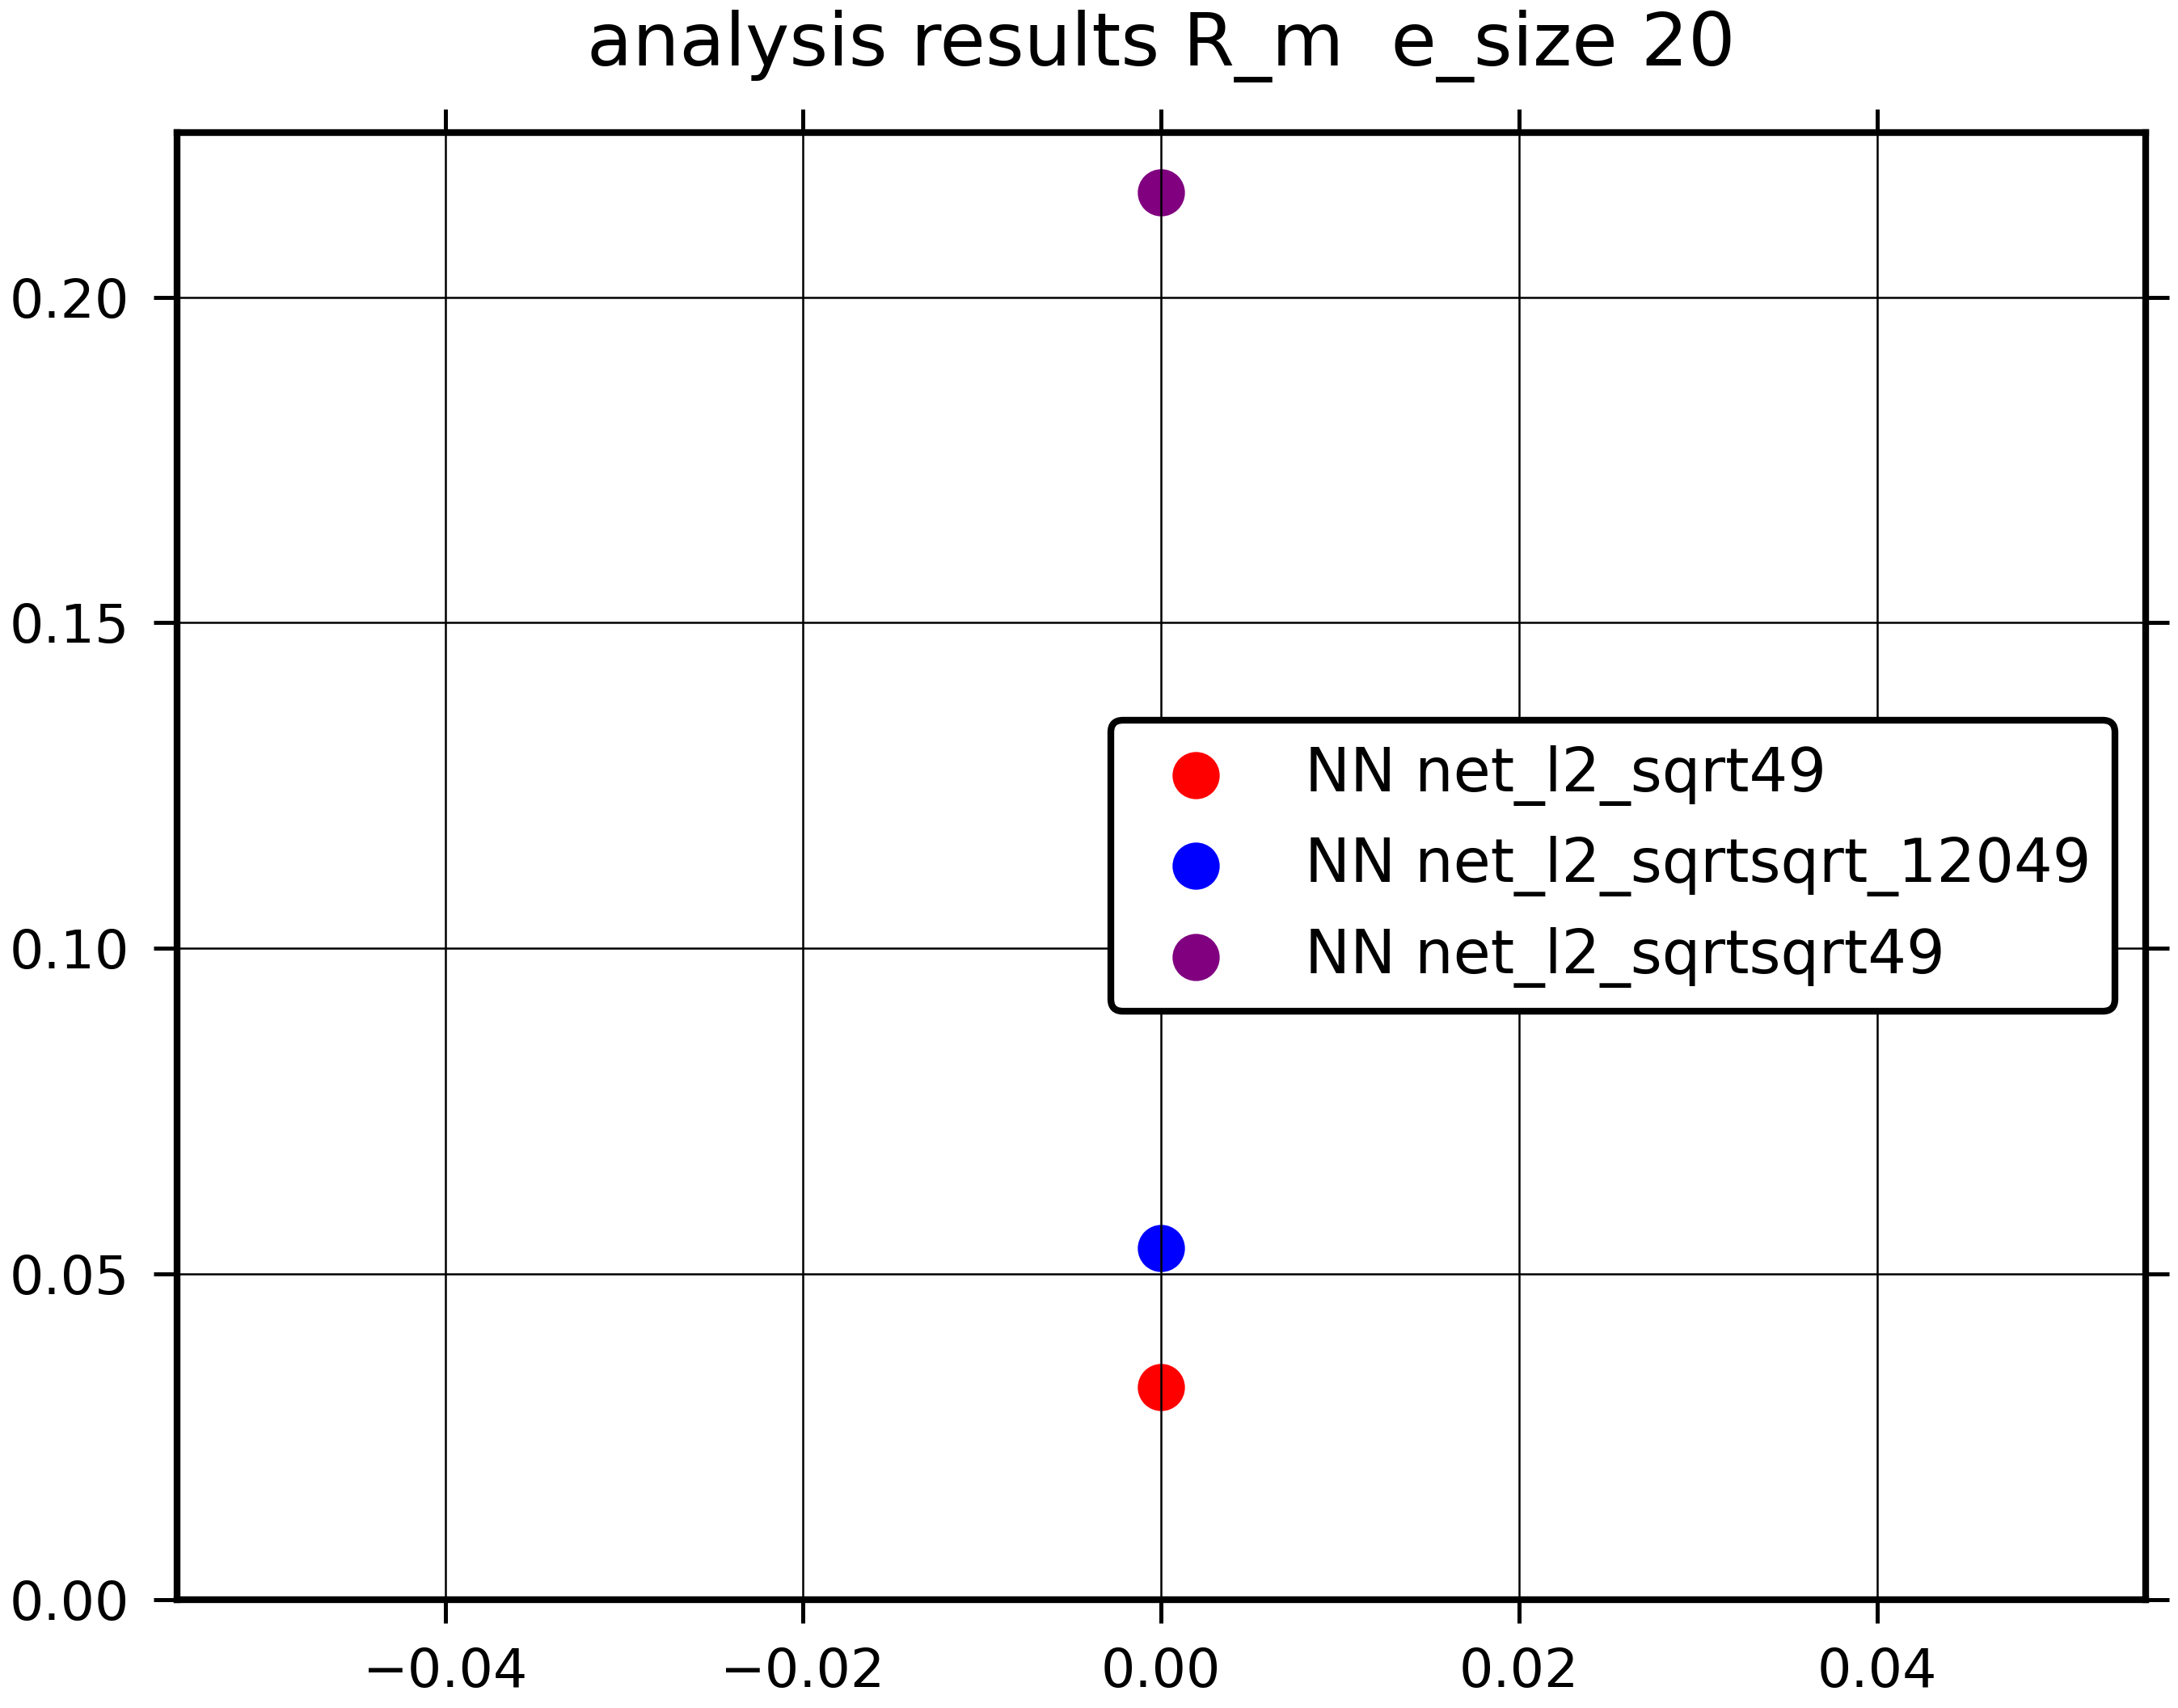 analysis results R_m  e_size 20
0.20
0.15
0.10
0.05
0.00
NN net_l2_sqrt49
NN net_l2_sqrtsqrt_12049
NN net_l2_sqrtsqrt49
−0.04
−0.02
0.00
0.02
0.04